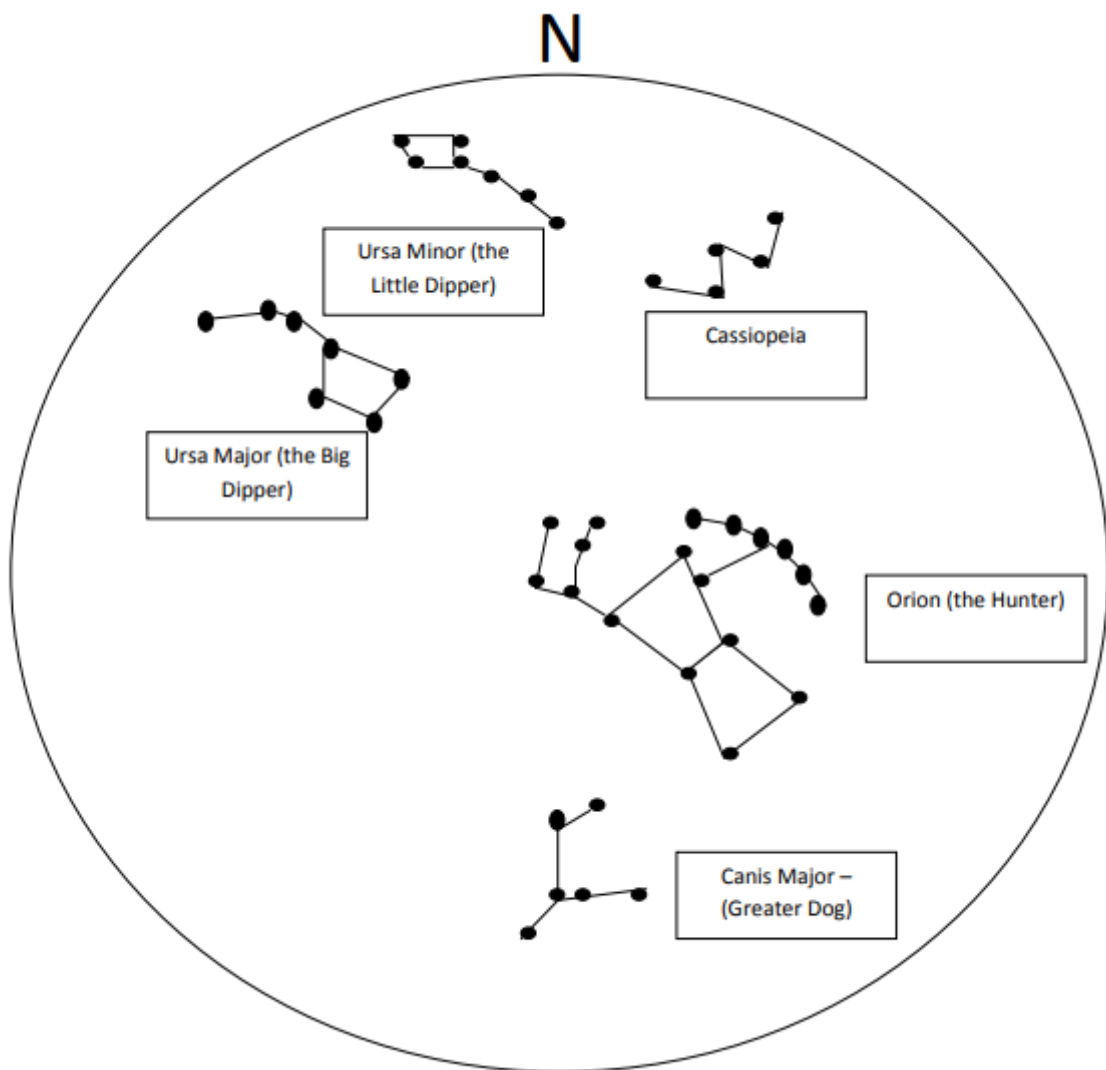 N
Ursa Minor (the
Little Dipper)
Cassiopeia
Ursa Major (the Big
Dipper)
Orion (the Hunter)
Canis Major –
(Greater Dog)